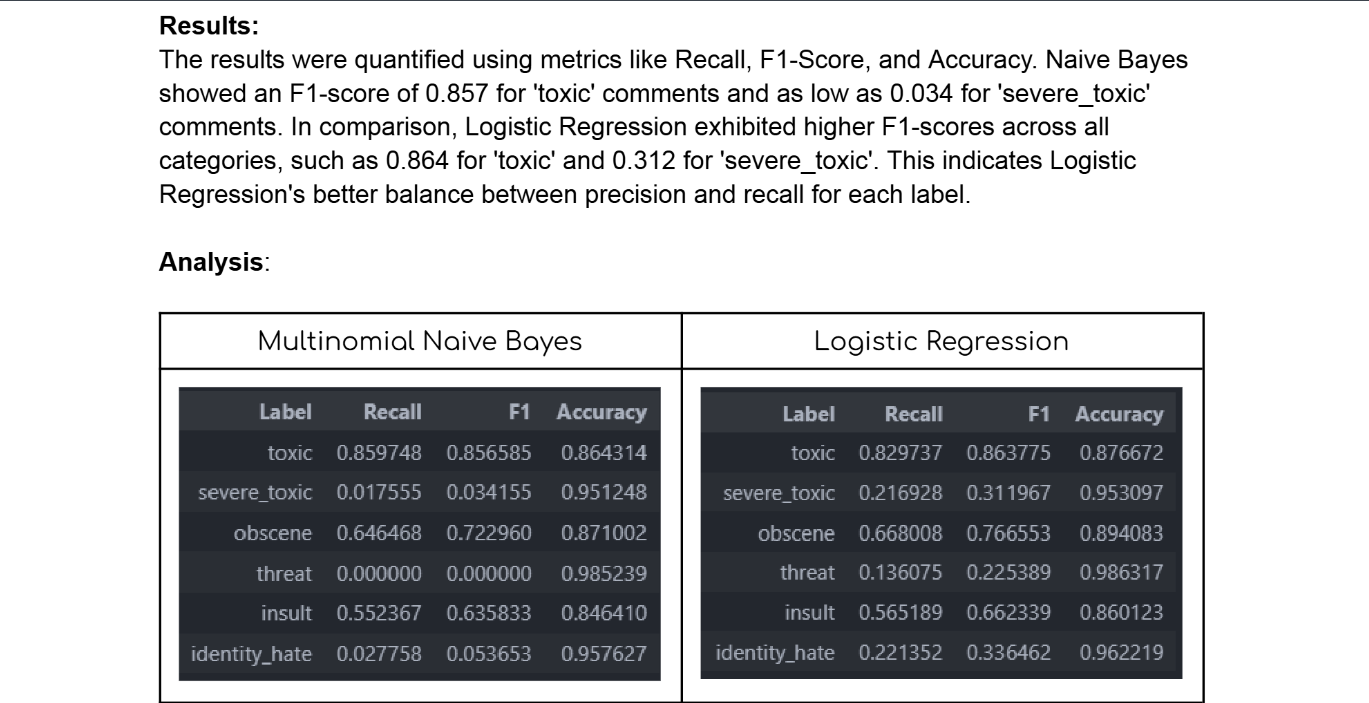 Results:
The results were quantified using metrics like Recall, F1-Score, and Accuracy. Naive Bayes
showed an F1-score of 0.857 for 'toxic' comments and as low as 0.034 for 'severe_toxic'
comments. In comparison, Logistic Regression exhibited higher F1-scores across all
categories, such as 0.864 for 'toxic' and 0.312 for 'severe_toxic'. This indicates Logistic
Regression's better balance between precision and recall for each label.
Analysis:
Multinomial Naive Bayes
Label Recall F1 Accuracy
toxic 0.859748 0.856585 0.864314
severe_toxic 0.017555 0.034155 0.951248
obscene 0.646468 0.722960 0.871002
threat 0.000000 0.000000 0.985239
insult 0.552367 0.635833 0.846410
identity_hate 0.027758 0.053653 0.957627
Logistic Regression
Label Recall F1 Accuracy
toxic 0.829737 0.863775 0.876672
severe_toxic 0.216928 0.311967 0.953097
obscene 0.668008 0.766553 0.894083
threat 0.136075 0.225389 0.986317
insult 0.565189 0.662339 0.860123
identity_hate 0.221352 0.336462 0.962219